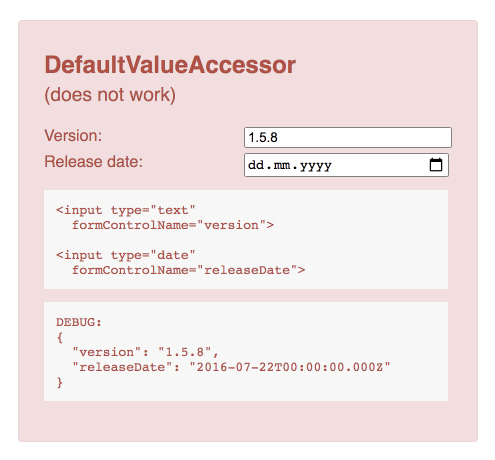 DefaultValueAccessor
(does not work)
Version:
1.5.8
Release date:
dd.mm.yyyy
<input type="text"
formControlName="version">
<input type="date"
formControlName="releaseDate">
DEBUG:
{
"version": "1.5.8",
"releaseDate": "2016-07-22T00:00:00.000Z"
}